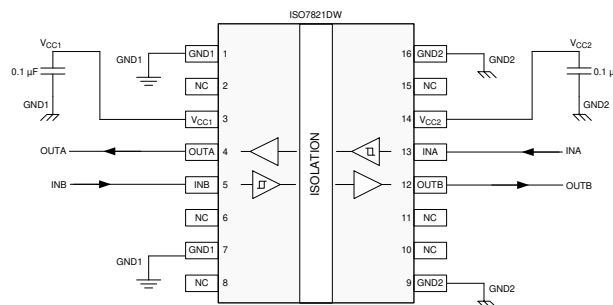 ISO7821DW
VCC1
0.1 µF
GND1
GND1
GND1 1
NC 2
VCC1 3
OUTA
OUTA 4
INB
INB 5
NC 6
GND1
GND1 7
NC 8
ISOLATION
16 GND2
GND2
15 NC
14 VCC2
VCC2
0.1 µ
GND2
13 INA
INA
12 OUTB
OUTB
11 NC
10 NC
9 GND2
GND2